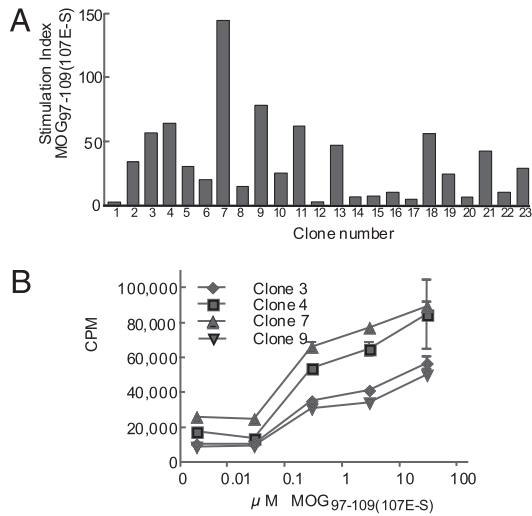 A
Stimulation Index
MOG97-109(107E-S)
150
100
50
0
1 2 3 4 5 6 7 8 9 10 11 12 13 14 15 16 17 18 19 20 21 22 23
Clone number
B
CPM
100,000
80,000
60,000
40,000
20,000
0
Clone 3
Clone 4
Clone 7
Clone 9
0 0.01 0.1 1 10 100
µM MOG97-109(107E-S)